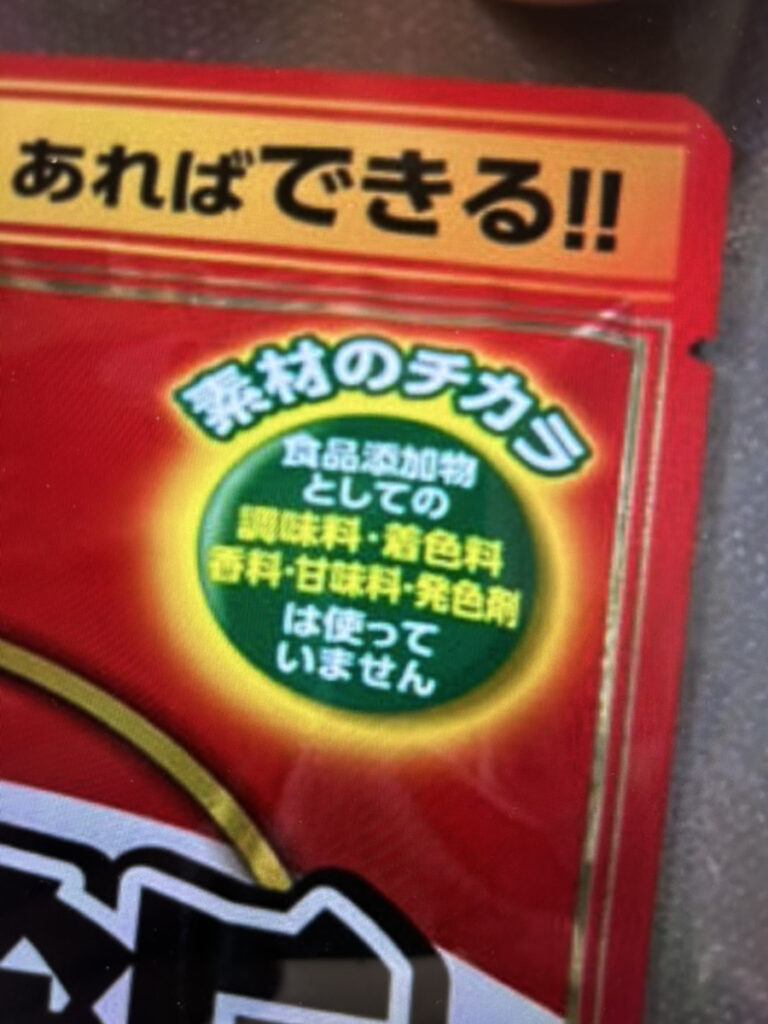 あればできる!!
素材のチカラ
食品添加物
としての
調味料・着色料
香料・甘味料・発色剤
は使って
いません